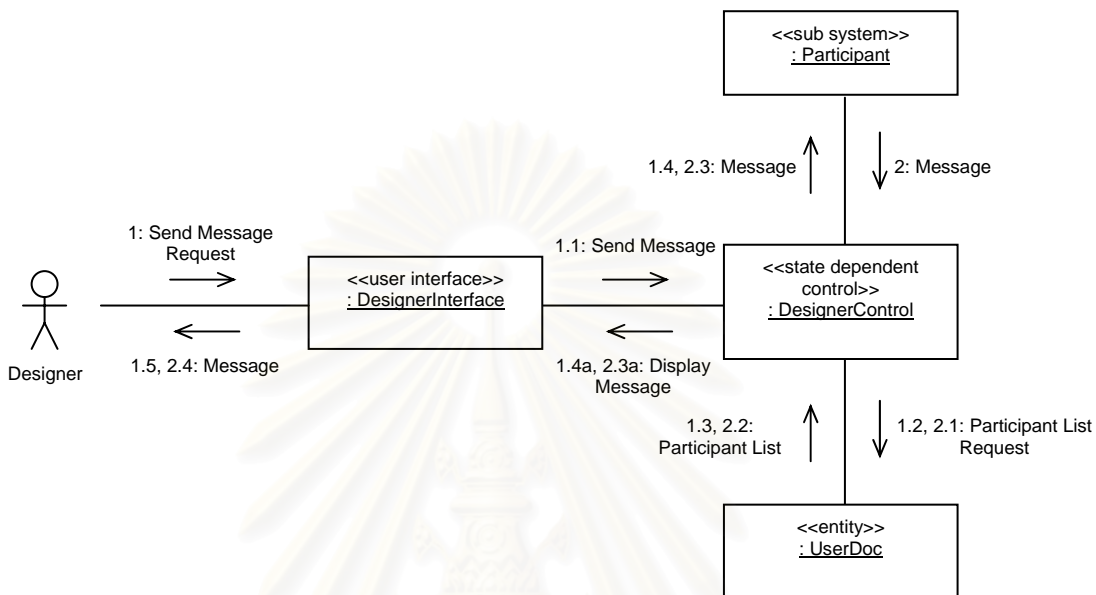 <<sub system>>
: Participant
1.4, 2.3: Message
2: Message
1: Send Message
Request
1.1: Send Message
<<user interface>>
: DesignerInterface
<<state dependent
control>>
: DesignerControl
Designer
1.5, 2.4: Message
1.4a, 2.3a: Display
Message
1.3, 2.2:
Participant List
1.2, 2.1: Participant List
Request
<<entity>>
: UserDoc